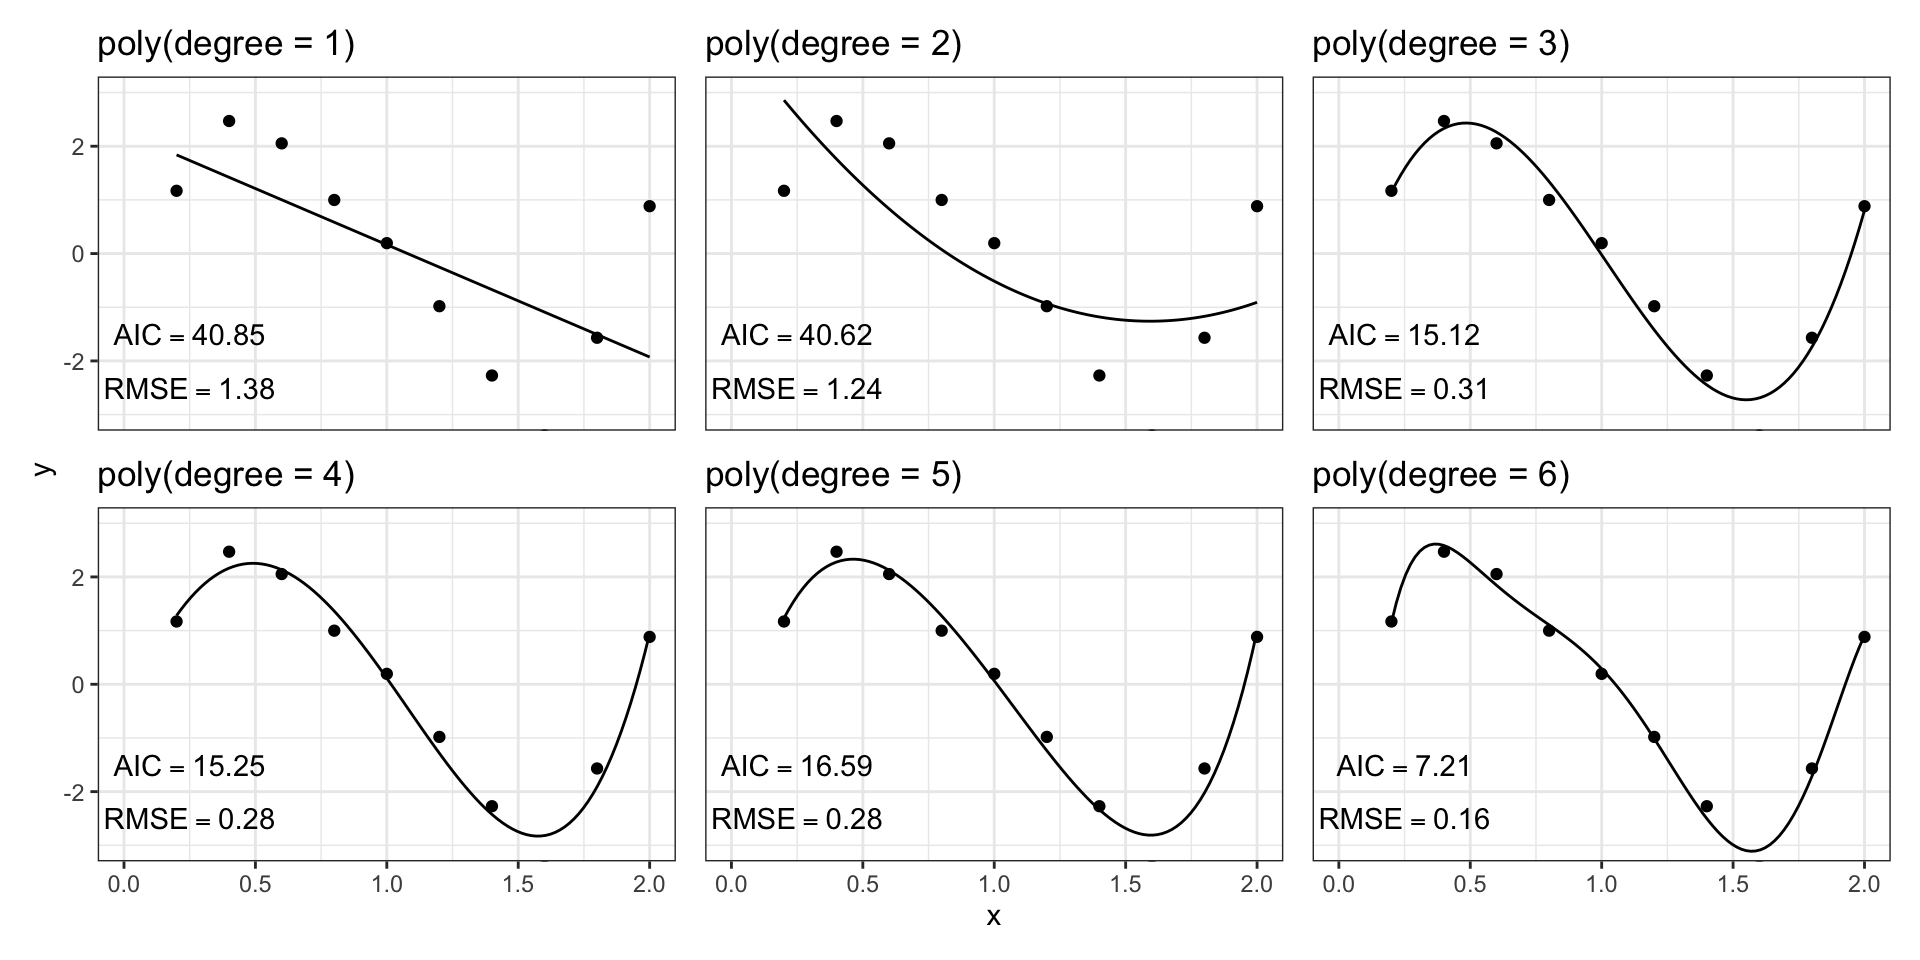 poly(degree = 1)
poly(degree = 2)
poly(degree = 3)
2
0
-2
AIC = 40.85
RMSE = 1.38
AIC = 40.62
RMSE = 1.24
AIC = 15.12
RMSE = 0.31
y
poly(degree = 4)
poly(degree = 5)
poly(degree = 6)
2
0
-2
AIC = 15.25
RMSE = 0.28
AIC = 16.59
RMSE = 0.28
AIC = 7.21
RMSE = 0.16
0.0 0.5 1.0 1.5 2.0
0.0 0.5 1.0 1.5 2.0
0.0 0.5 1.0 1.5 2.0
x